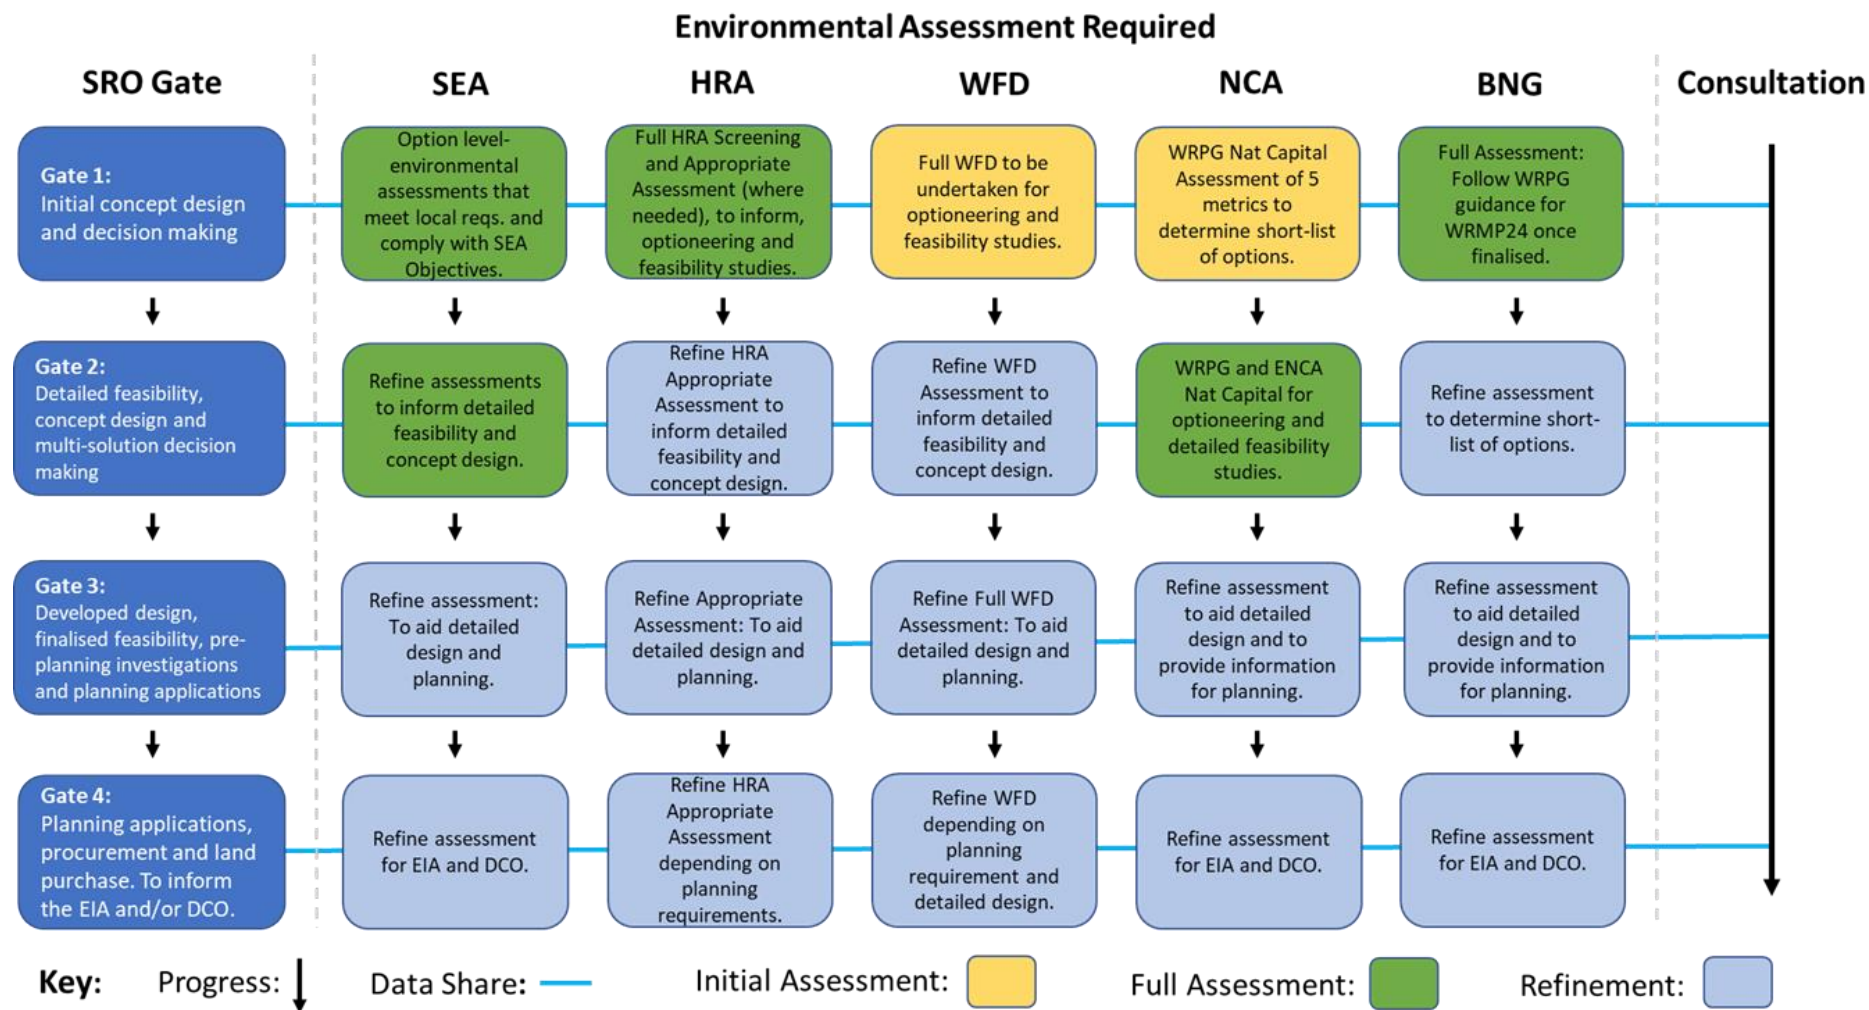 Environmental Assessment Required
SRO Gate
SEA
HRA
WFD
NCA
BNG
Consultation
Gate 1:
Initial concept design
and decision making
Option level-
environmental
assessments that
meet local reqs. and
comply with SEA
Objectives.
Full HRA Screening
and Appropriate
Assessment (where
needed), to inform,
optioneering and
feasibility studies.
Full WFD to be
undertaken for
optioneering and
feasibility studies.
WRPG Nat Capital
Assessment of 5
metrics to
determine short-list
of options.
Full Assessment:
Follow WRPG
guidance for
WRMP24 once
finalised.
Gate 2:
Detailed feasibility,
concept design and
multi-solution decision
making
Refine assessments
to inform detailed
feasibility and
concept design.
Refine HRA
Appropriate
Assessment to
inform detailed
feasibility and
concept design.
Refine WFD
Assessment to
inform detailed
feasibility and
concept design.
WRPG and ENCA
Nat Capital for
optioneering and
detailed feasibility
studies.
Refine assessment
to determine short-
list of options.
Gate 3:
Developed design,
finalised feasibility, pre-
planning investigations
and planning applications
Refine assessment:
To aid detailed
design and
planning.
Refine Appropriate
Assessment: To aid
detailed design and
planning.
Refine Full WFD
Assessment: To aid
detailed design and
planning.
Refine assessment
to aid detailed
design and to
provide information
for planning.
Refine assessment
to aid detailed
design and to
provide information
for planning.
Gate 4:
Planning applications,
procurement and land
purchase. To inform
the EIA and/or DCO.
Refine assessment
for EIA and DCO.
Refine HRA
Appropriate
Assessment
depending on
planning
requirements.
Refine WFD
depending on
planning
requirement and
detailed design.
Refine assessment
for EIA and DCO.
Refine assessment
for EIA and DCO.
Key:
Progress:
Data Share:
Initial Assessment:
Full Assessment:
Refinement: